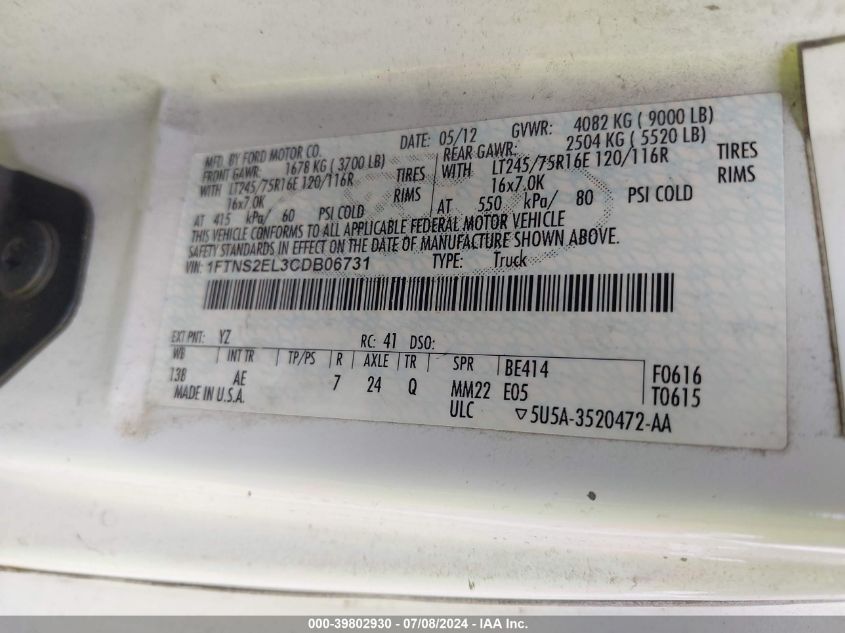 MFD. BY FORD MOTOR CO. DATE: 05/12 GVWR: 4082 KG ( 9000 LB)
FRONT GAWR: 1678 KG ( 3700 LB) REAR GAWR: 2504 KG ( 5520 LB)
WITH LT245/75R16E 120/116R TIRES WITH LT245/75R16E 120/116R TIRES
16x7.0K RIMS 16x7.0K RIMS
AT 415 kPa/ 60 PSI COLD AT 550 kPa/ 80 PSI COLD
THIS VEHICLE CONFORMS TO ALL APPLICABLE FEDERAL MOTOR VEHICLE
SAFETY STANDARDS IN EFFECT ON THE DATE OF MANUFACTURE SHOWN ABOVE.
VIN: 1FTNS2EL3CDB06731 TYPE: Truck
EXT PNT: YZ RC: 41 DSO:
WB INT TR TP/PS R AXLE TR SPR BE414 F0616
138 AE 7 24 Q MM22 E05 T0615
MADE IN U.S.A. ULC ▽5U5A-3520472-AA
000-39802930 - 07/08/2024 - IAA Inc.